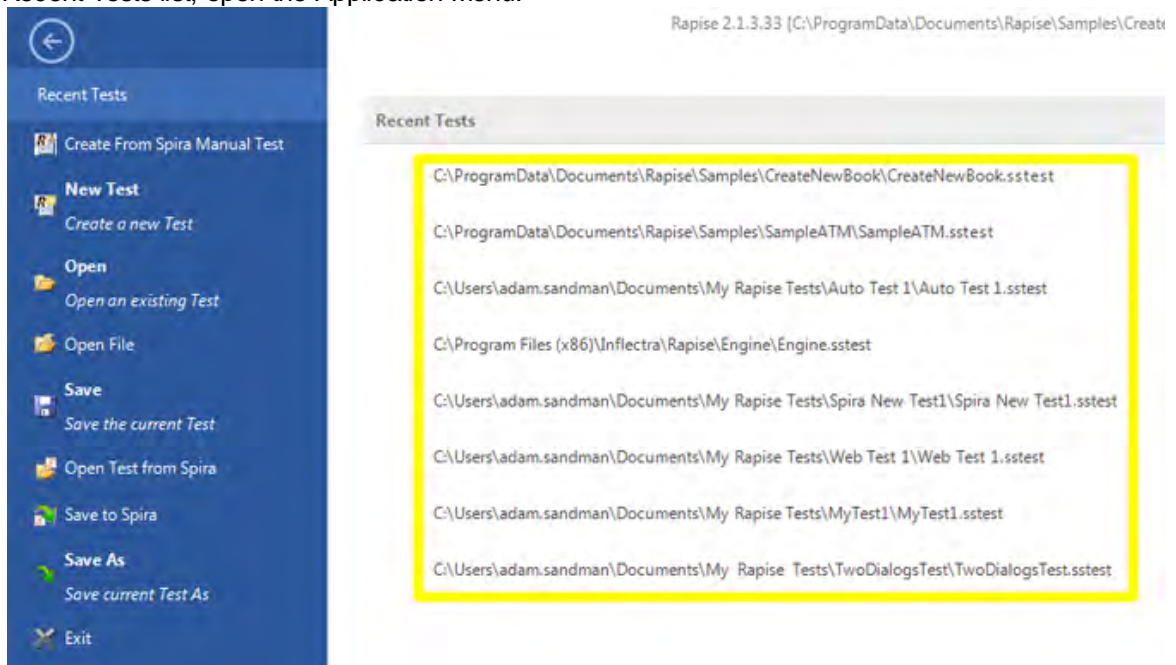 Recent Tests list, open the Application Menu:
Rapise 2.1.3.33 [C:\ProgramData\Documents\Rapise\Samples\Create
Recent Tests
Create From Spira Manual Test
New Test
Create a new Test
Open
Open an existing Test
Open File
Save
Save the current Test
Open Test from Spira
Save to Spira
Save As
Save current Test As
Exit
Recent Tests
C:\ProgramData\Documents\Rapise\Samples\CreateNewBook\CreateNewBook.sstest
C:\ProgramData\Documents\Rapise\Samples\SampleATM\SampleATM.sstest
C:\Users\adam.sandman\Documents\My Rapise Tests\Auto Test 1\Auto Test 1.sstest
C:\Program Files (x86)\Inflectra\Rapise\Engine\Engine.sstest
C:\Users\adam.sandman\Documents\My Rapise Tests\Spira New Test1\Spira New Test1.sstest
C:\Users\adam.sandman\Documents\My Rapise Tests\Web Test 1\Web Test 1.sstest
C:\Users\adam.sandman\Documents\My Rapise Tests\MyTest1\MyTest1.sstest
C:\Users\adam.sandman\Documents\My Rapise Tests\TwoDialogsTest\TwoDialogsTest.sstest